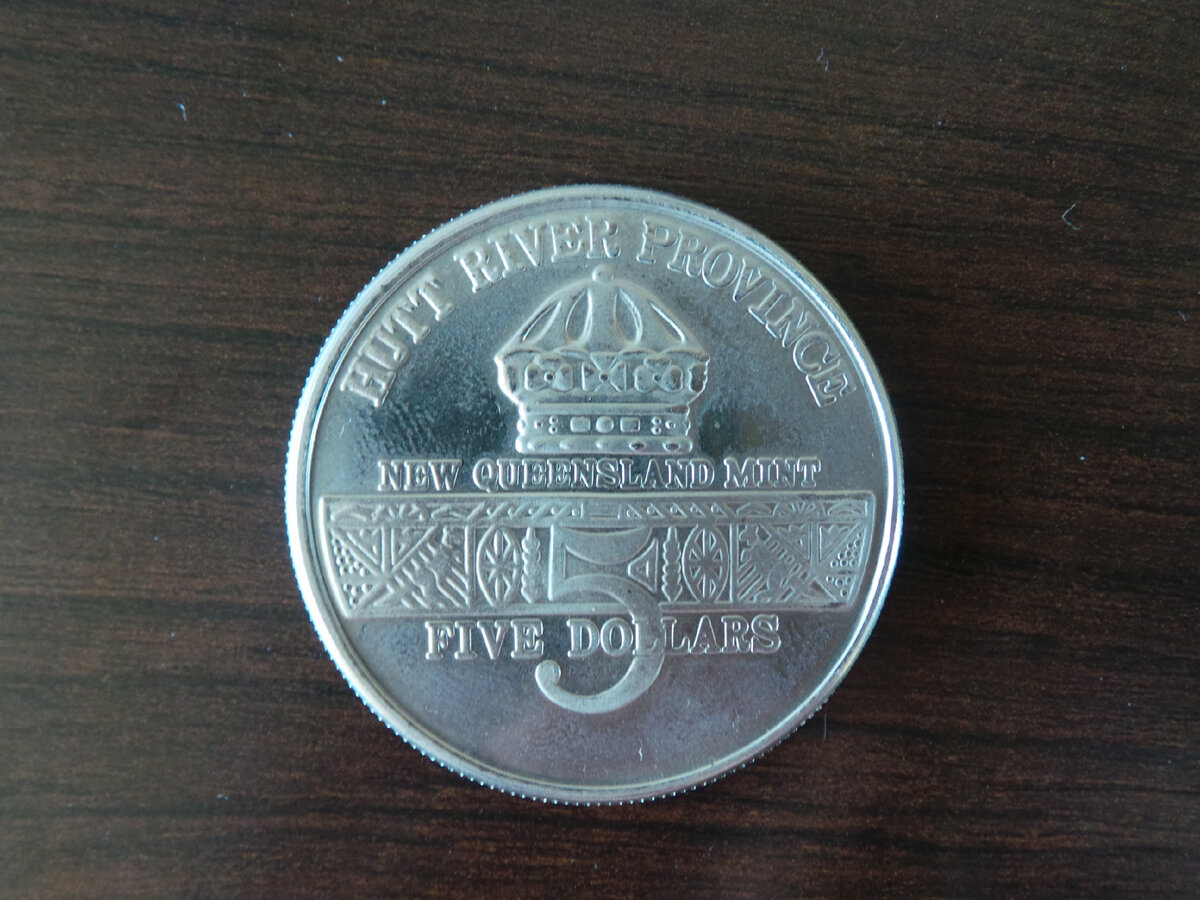 HUTT RIVER PROVINCE
NEW QUEENSLAND MINT
5
FIVE DOLLARS